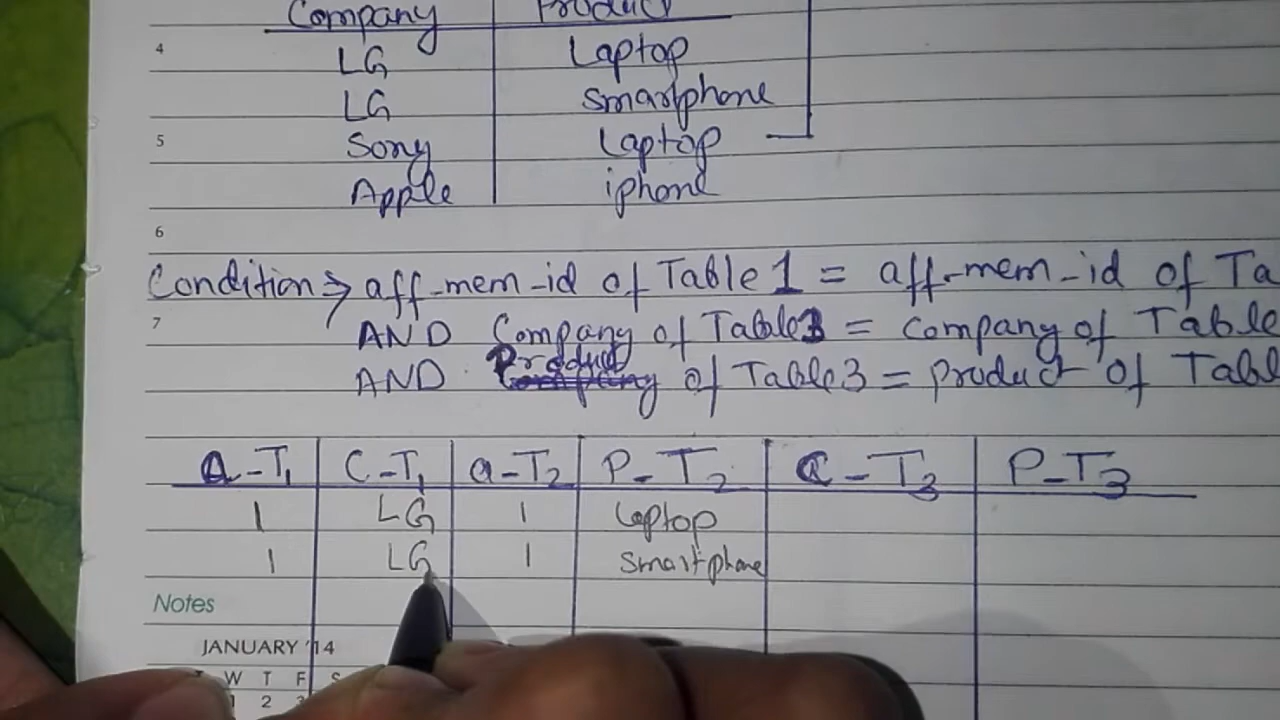 Company Product
4 LG Laptop
LG Smartphone
5 Sony Laptop
Apple iphone
6
Condition ⇒ aff-mem-id of Table 1 = aff-mem-id of Ta
7 AND Company of Table3 = Company of Table
AND Product of Table3 = product of Tabl
a-T1 C-T1 a-T2 P-T2 C-T3 P-T3
1 LG 1 Laptop
1 LG 1 Smartphone
Notes
JANUARY '14
W T F S
1 2 3